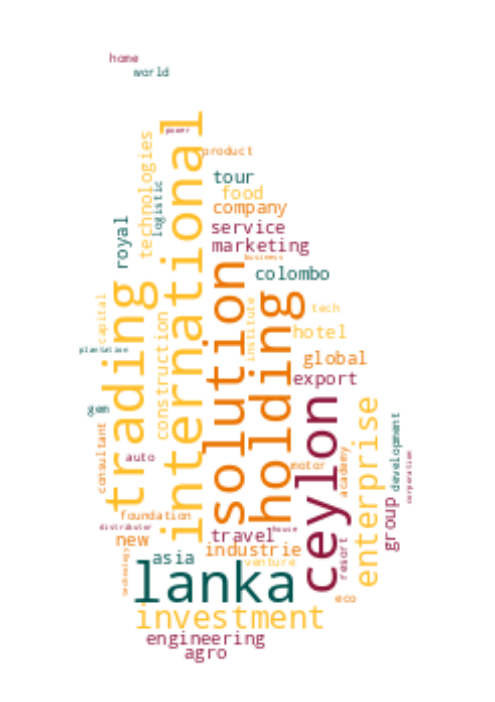 home
world
power
international
technologies
product
logistic
tour
food
company
royal
service
marketing
business
colombo
trading
solution
holding
capital
institute
tech
construction
hotel
plantation
global
export
gem
ceylon
enterprise
development
consultant
auto
motor
academy
corporation
group
foundation
distributor
new
travel
house
industrie
resort
asia
venture
technology
lanka
eco
investment
engineering
agro